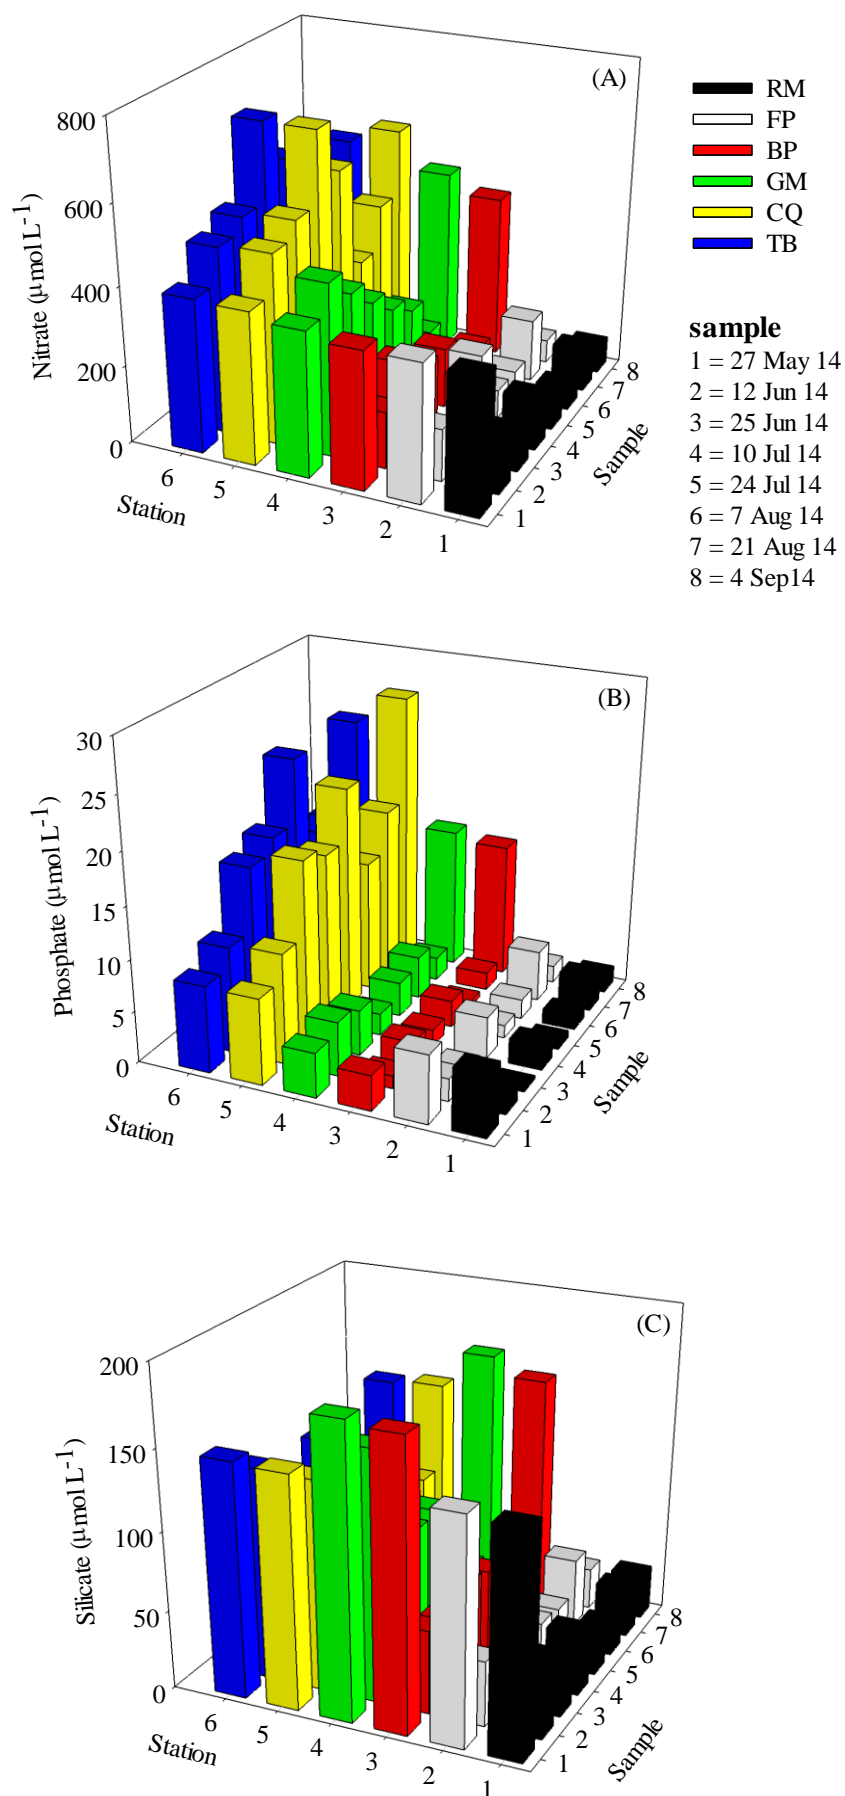 (A)
800
600
400
200
0
Nitrate (μmol L-1)
6
5
4
3
2
1
Station
1
2
3
4
5
6
7
8
Sample
RM
FP
BP
GM
CQ
TB
sample
1 = 27 May 14
2 = 12 Jun 14
3 = 25 Jun 14
4 = 10 Jul 14
5 = 24 Jul 14
6 = 7 Aug 14
7 = 21 Aug 14
8 = 4 Sep14
(B)
30
25
20
15
10
5
0
Phosphate (μmol L-1)
6
5
4
3
2
1
Station
1
2
3
4
5
6
7
8
Sample
(C)
200
150
100
50
0
Silicate (μmol L-1)
6
5
4
3
2
1
Station
1
2
3
4
5
6
7
8
Sample